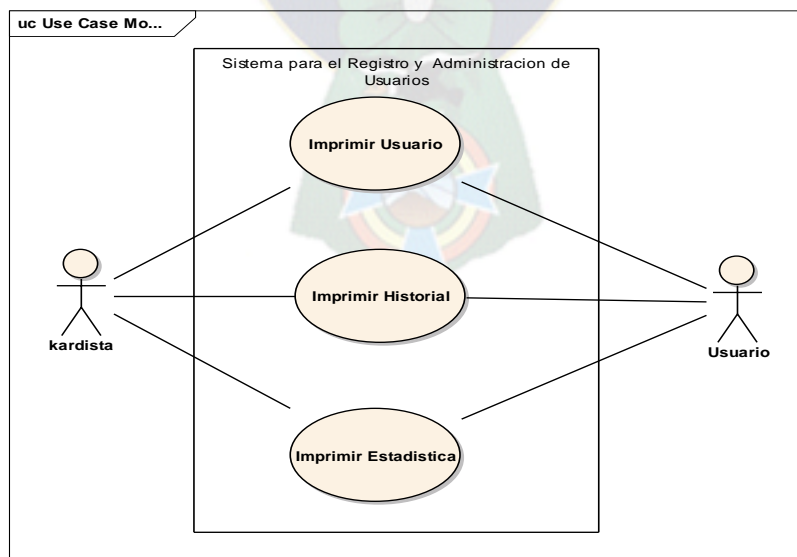 uc Use Case Mo...
Sistema para el Registro y Administracion de
Usuarios
Imprimir Usuario
Imprimir Historial
kardista
Usuario
Imprimir Estadistica